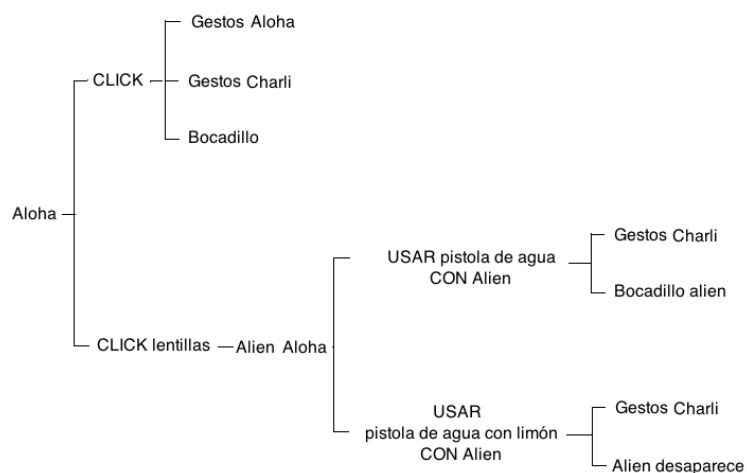 Gestos Aloha
CLICK
Gestos Charli
Bocadillo
Aloha
Gestos Charli
USAR pistola de agua
CON Alien
Bocadillo alien
CLICK lentillas
Alien Aloha
USAR
pistola de agua con limón
CON Alien
Gestos Charli
Alien desaparece